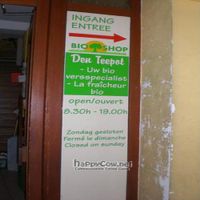 INGANG
ENTREE
BIO SHOP
Den Teepot
- Uw bio
versspecialist
- La fraîcheur
bio
open/ouvert
8.30h - 19.00h
Zondag gesloten
Fermé le dimanche
Closed on sunday
happyCow.net